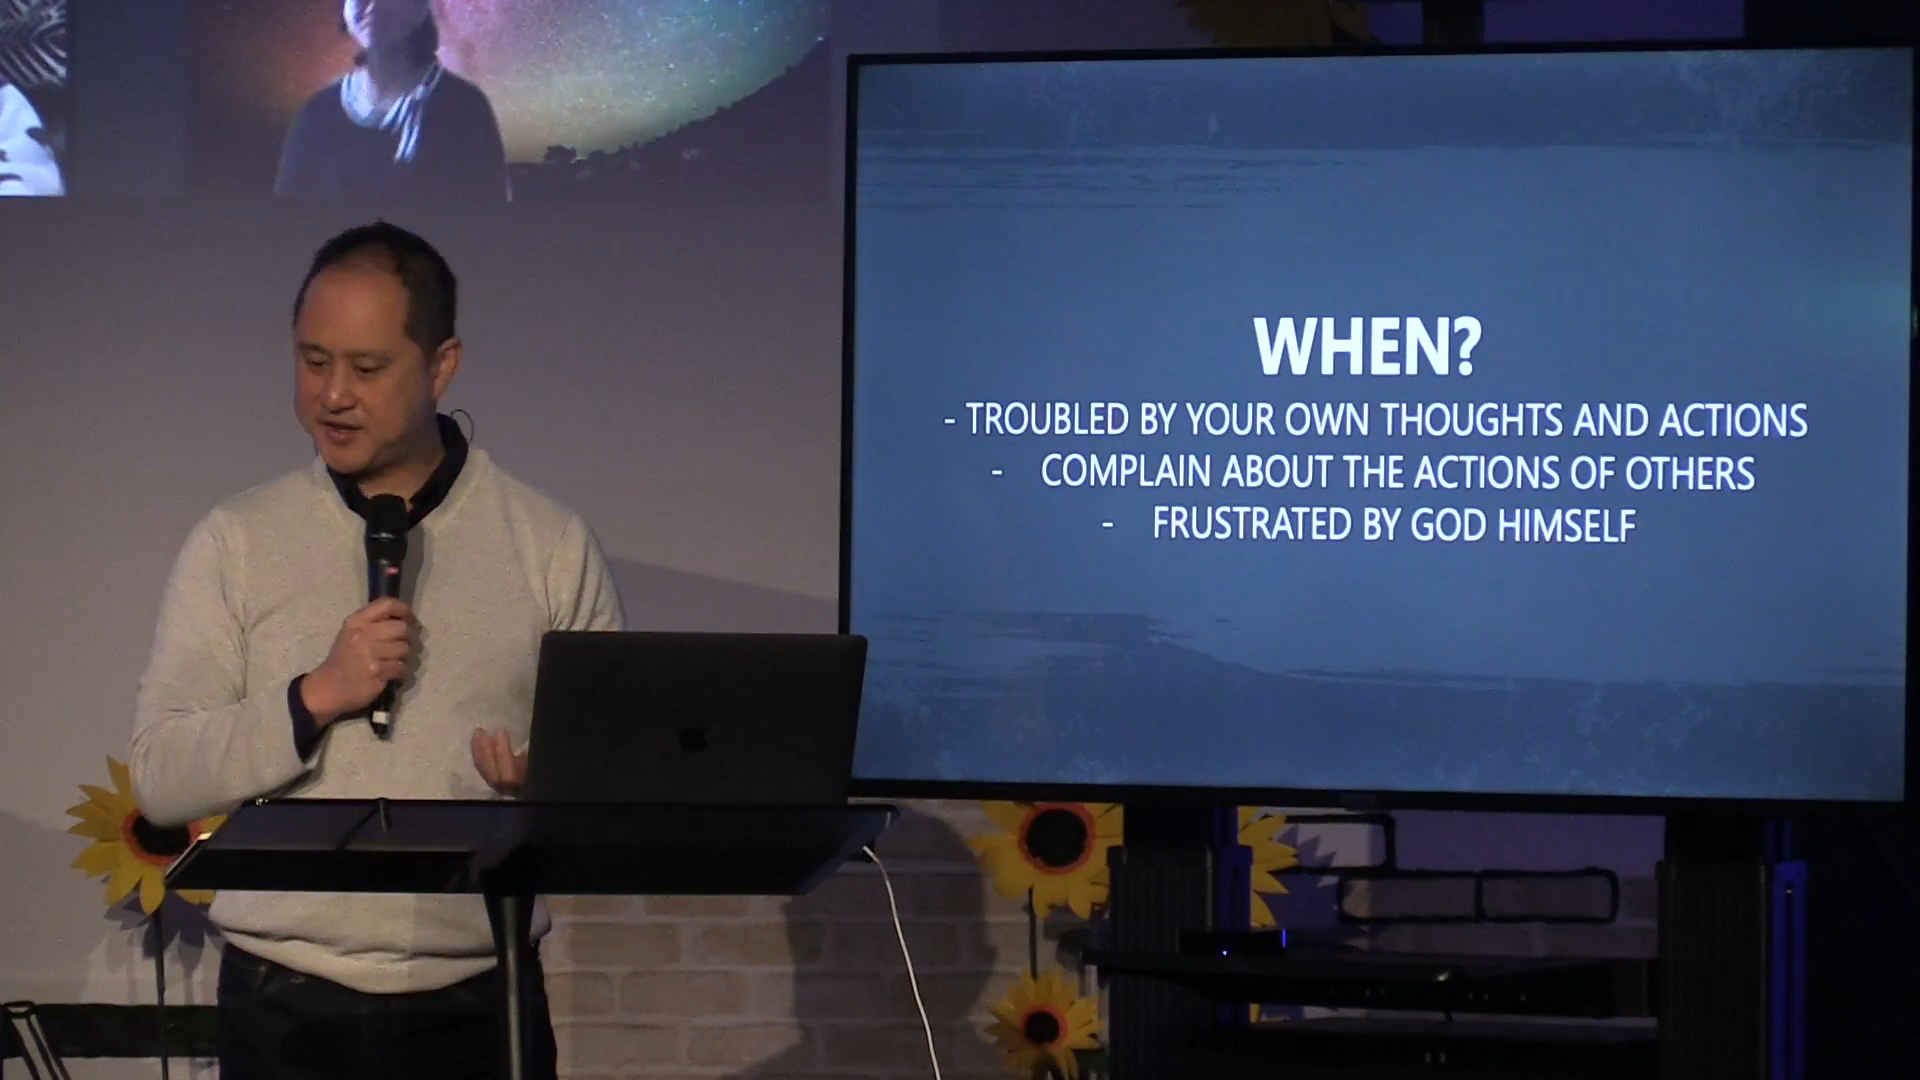 WHEN?
- TROUBLED BY YOUR OWN THOUGHTS AND ACTIONS
- COMPLAIN ABOUT THE ACTIONS OF OTHERS
- FRUSTRATED BY GOD HIMSELF